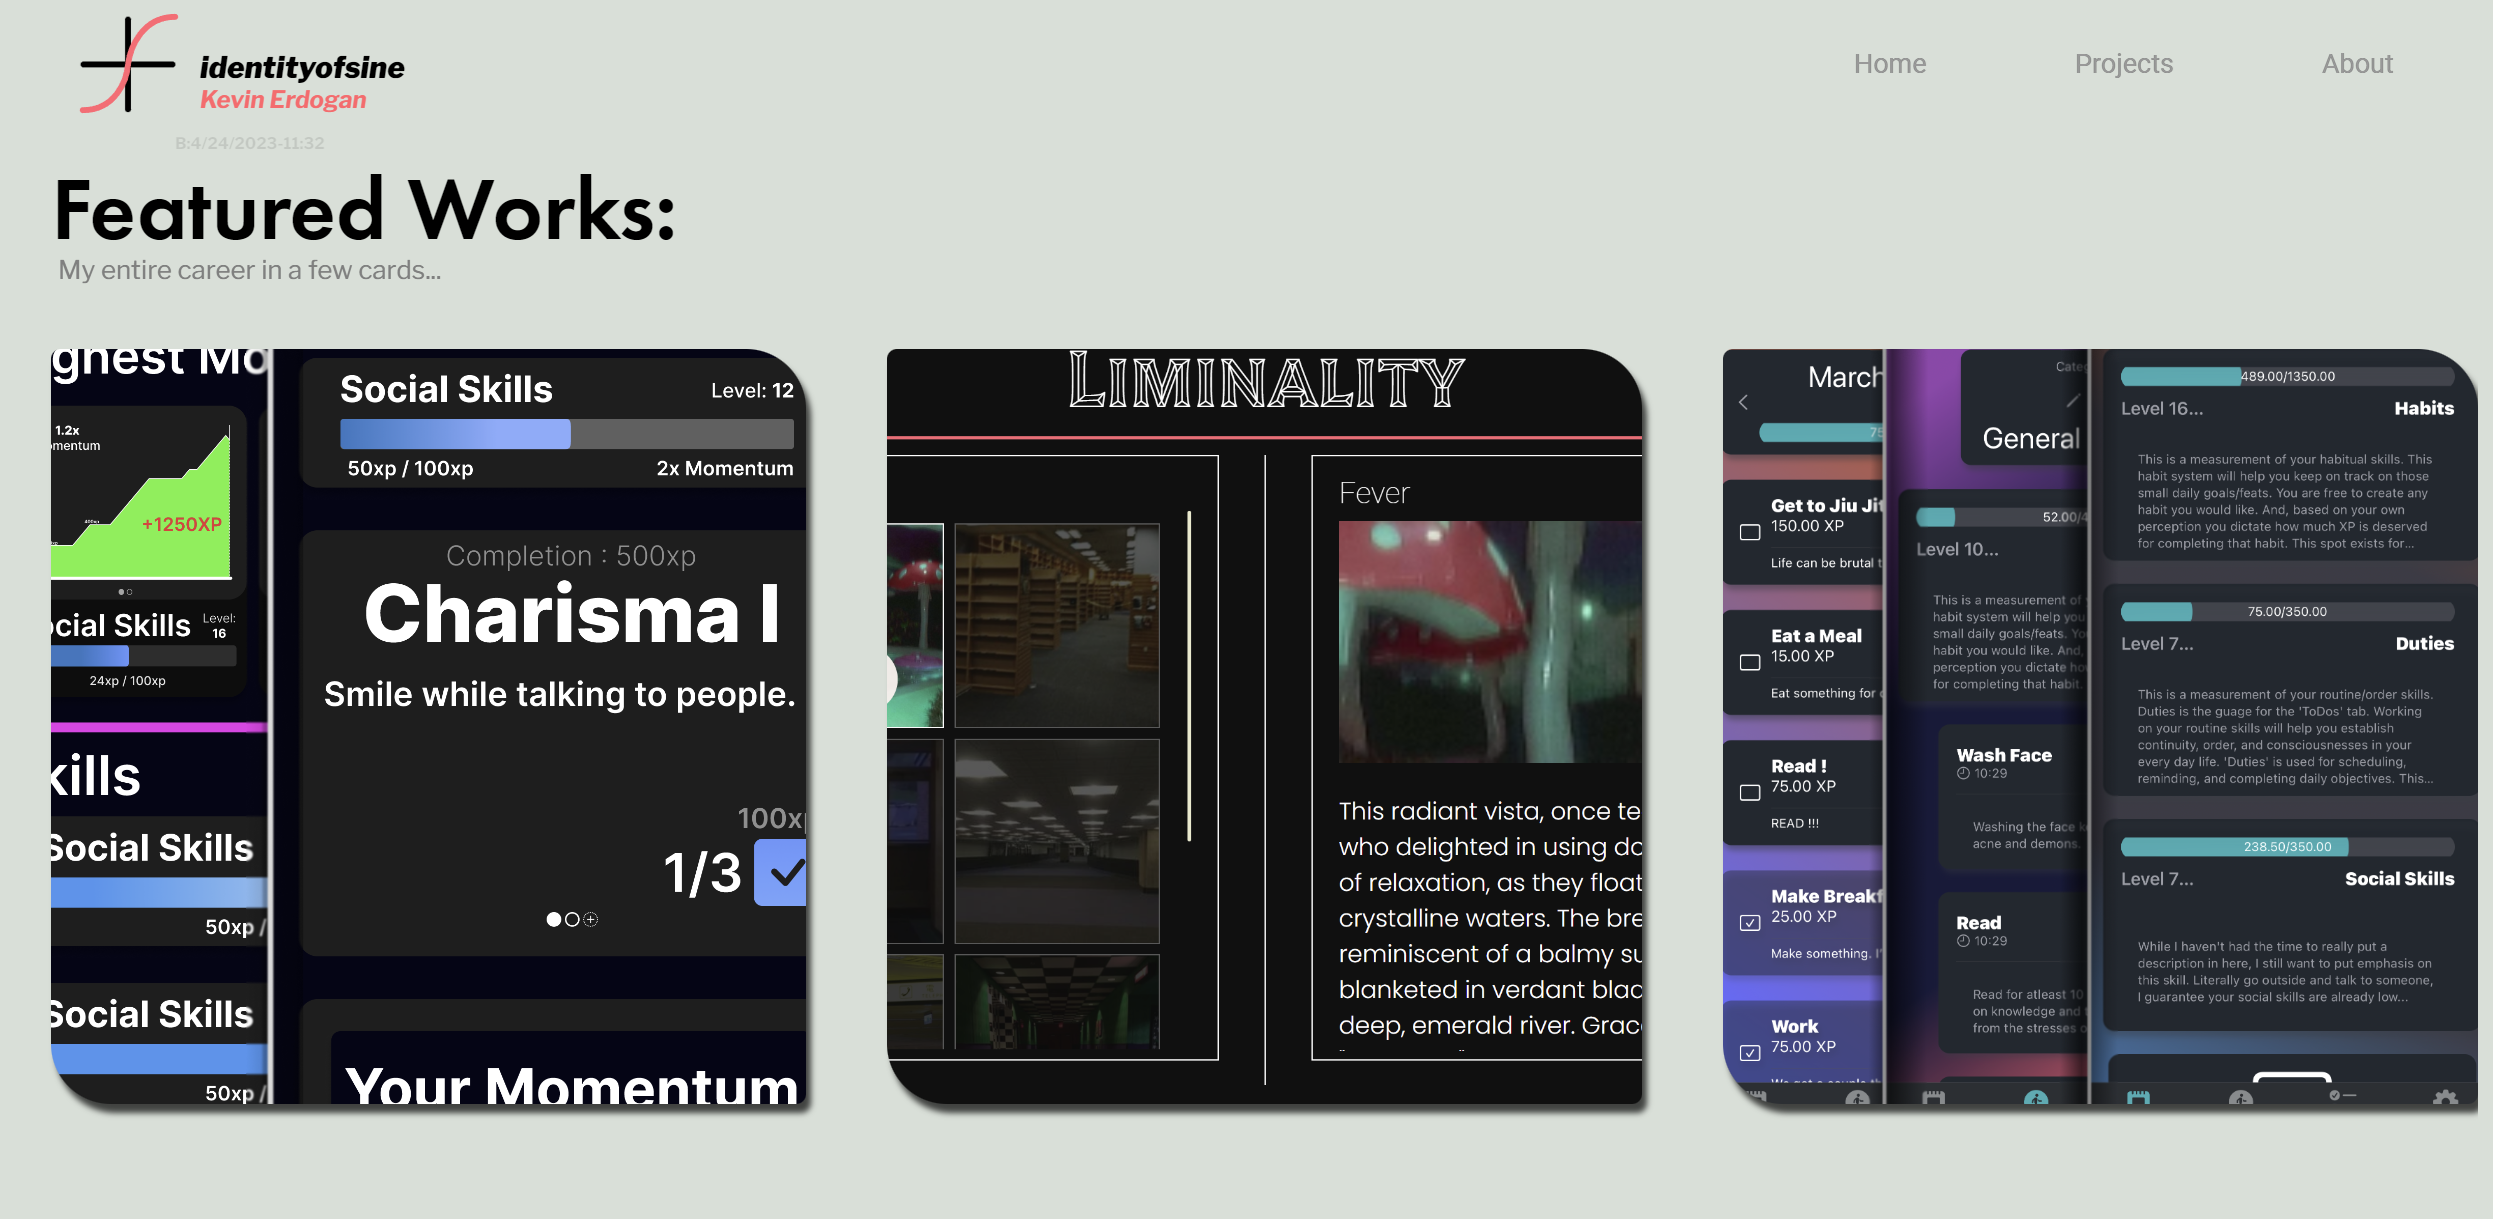 identityofsine
Kevin Erdogan
Home
Projects
About
B:4/24/2023-11:32
Featured Works:
My entire career in a few cards...
1.2x
+1250XP
Level:
16
24xp / 100xp
Social Skills
50xp /
Social Skills
50xp /
Social Skills
Level: 12
50xp / 100xp
2x Momentum
Completion : 500xp
Charisma I
Smile while talking to people.
1/3
Your Momentum
LIMINALITY
Fever
This radiant vista, once te
who delighted in using do
of relaxation, as they float
crystalline waters. The bre
reminiscent of a balmy su
blanketed in verdant blac
deep, emerald river. Grac
March
75
Get to Jiu Jit
150.00 XP
Life can be brutal t
Eat a Meal
15.00 XP
Eat something for
Read !
75.00 XP
READ !!!
Make Breakf
25.00 XP
Make something. I'
Work
75.00 XP
General
52.00/4
Level 10...
This is a measurement of
habit system will help you
small daily goals/feats. Yo
habit you would like. And,
perception you dictate ho
for completing that habit.
Wash Face
10:29
Washing the face k
acne and demons.
Read
10:29
Read for atleast 10
on knowledge and
from the stresses o
489.00/1350.00
Level 16...
Habits
This is a measurement of your habitual skills. This
habit system will help you keep on track on those
small daily goals/feats. You are free to create any
habit you would like. And, based on your own
perception you dictate how much XP is deserved
for completing that habit. This spot exists for...
75.00/350.00
Level 7...
Duties
This is a measurement of your routine/order skills.
Duties is the guage for the 'ToDos' tab. Working
on your routine skills will help you establish
continuity, order, and consciousnesses in your
every day life. 'Duties' is used for scheduling,
reminding, and completing daily objectives. This...
238.50/350.00
Level 7...
Social Skills
While I haven't had the time to really put a
description in here, I still want to put emphasis on
this skill. Literally go outside and talk to someone,
I guarantee your social skills are already low...